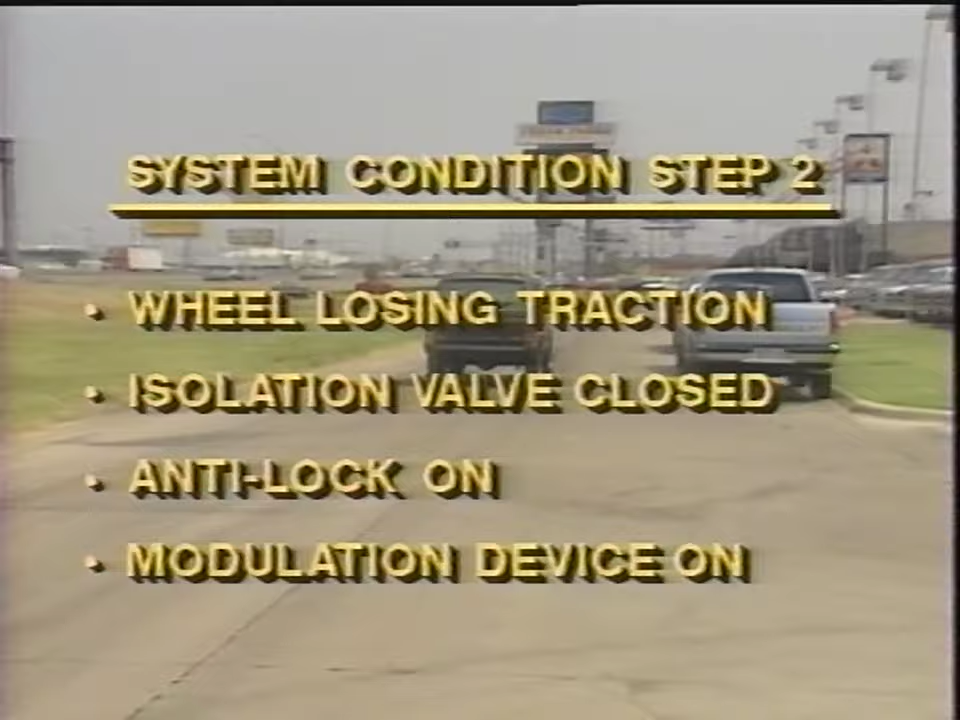 SYSTEM CONDITION STEP 2
• WHEEL LOSING TRACTION
• ISOLATION VALVE CLOSED
• ANTI-LOCK ON
• MODULATION DEVICE ON